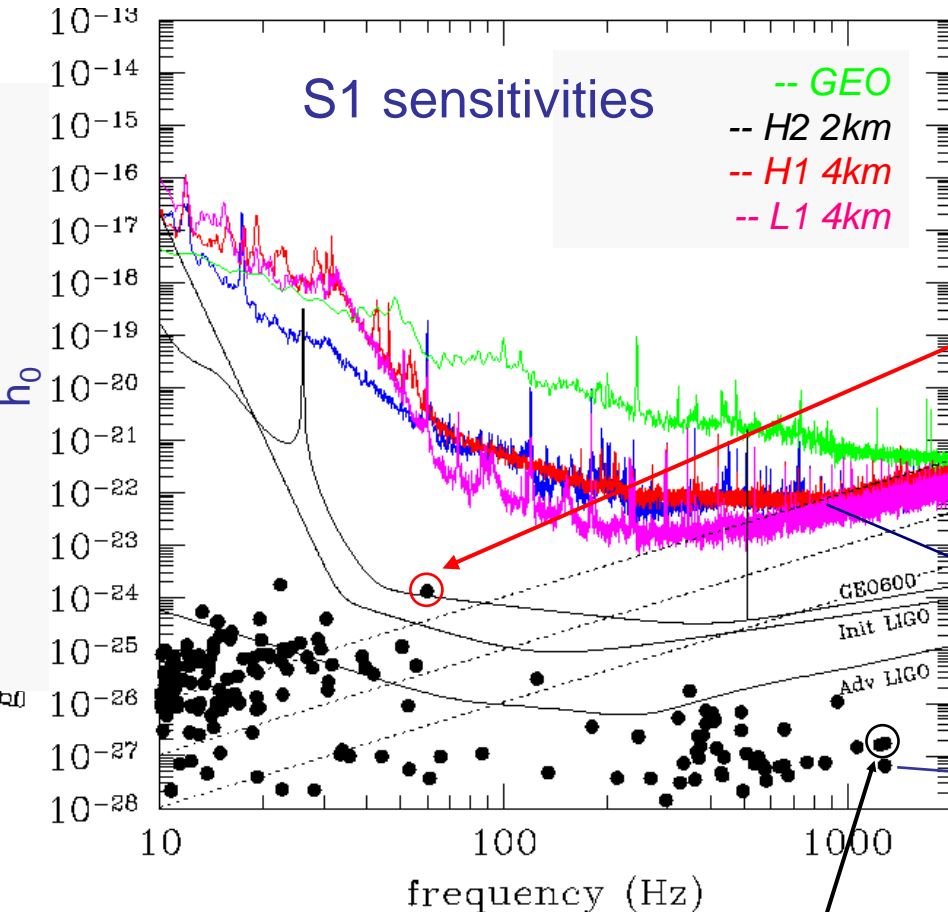 S1 sensitivities
-- GEO
-- H2 2km
-- H1 4km
-- L1 4km
10-13
10-14
10-15
10-16
10-17
10-18
10-19
10-20
10-21
10-22
10-23
10-24
10-25
10-26
10-27
10-28
h0
GEO600
Init LIGO
Adv LIGO
10
100
1000
frequency (Hz)